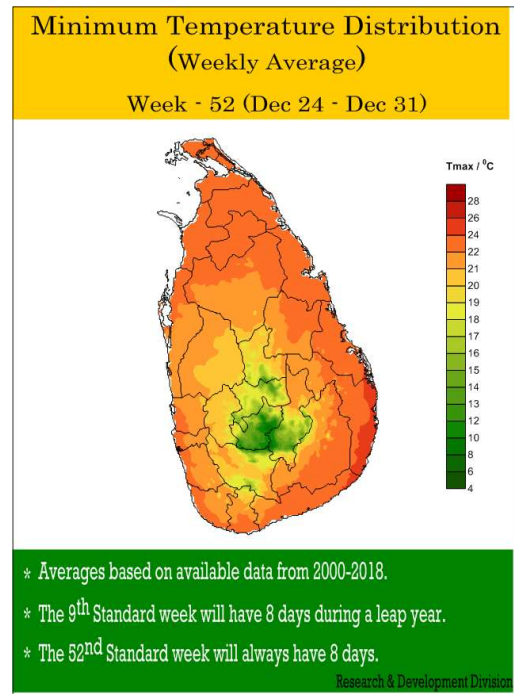 Minimum Temperature Distribution
(Weekly Average)
Week - 52 (Dec 24 - Dec 31)
Tmax / ⁰C
28
26
24
22
21
20
19
18
17
16
15
14
13
12
10
8
6
4
* Averages based on available data from 2000-2018.
* The 9th Standard week will have 8 days during a leap year.
* The 52nd Standard week will always have 8 days.
Research & Development Division